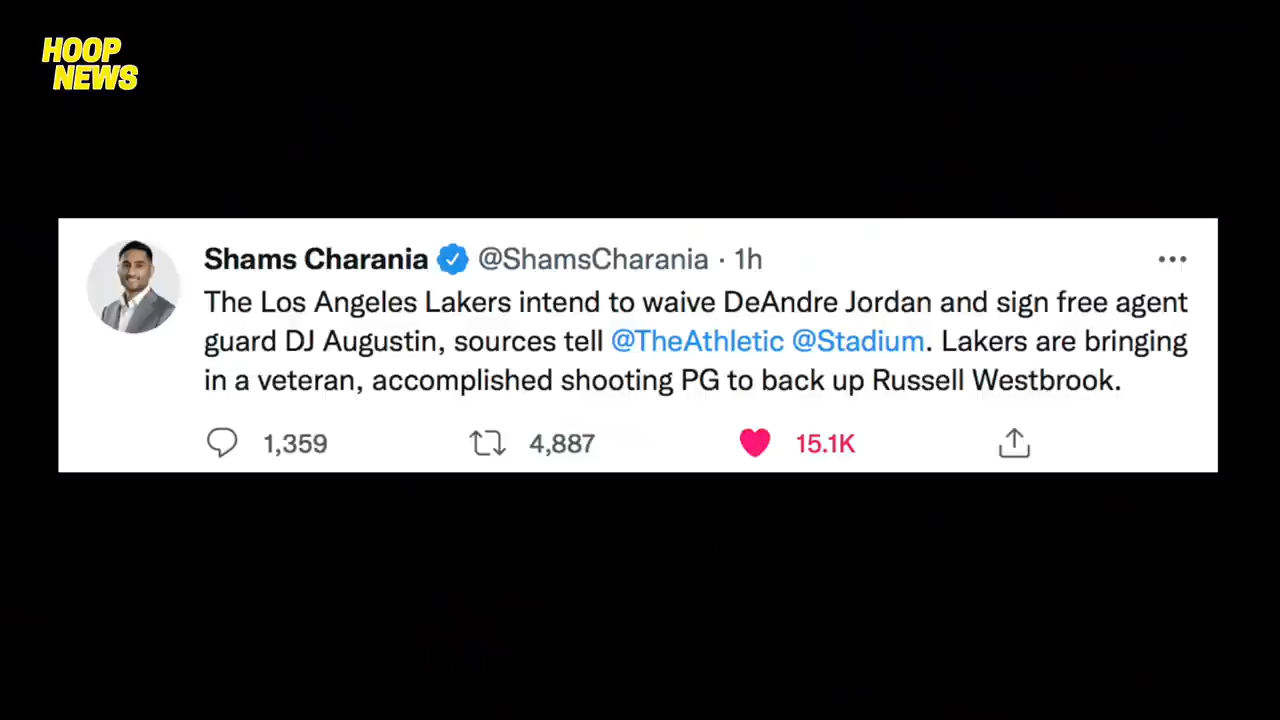 HOOP
NEWS
Shams Charania @ShamsCharania · 1h
The Los Angeles Lakers intend to waive DeAndre Jordan and sign free agent
guard DJ Augustin, sources tell @TheAthletic @Stadium. Lakers are bringing
in a veteran, accomplished shooting PG to back up Russell Westbrook.
1,359 4,887 15.1K